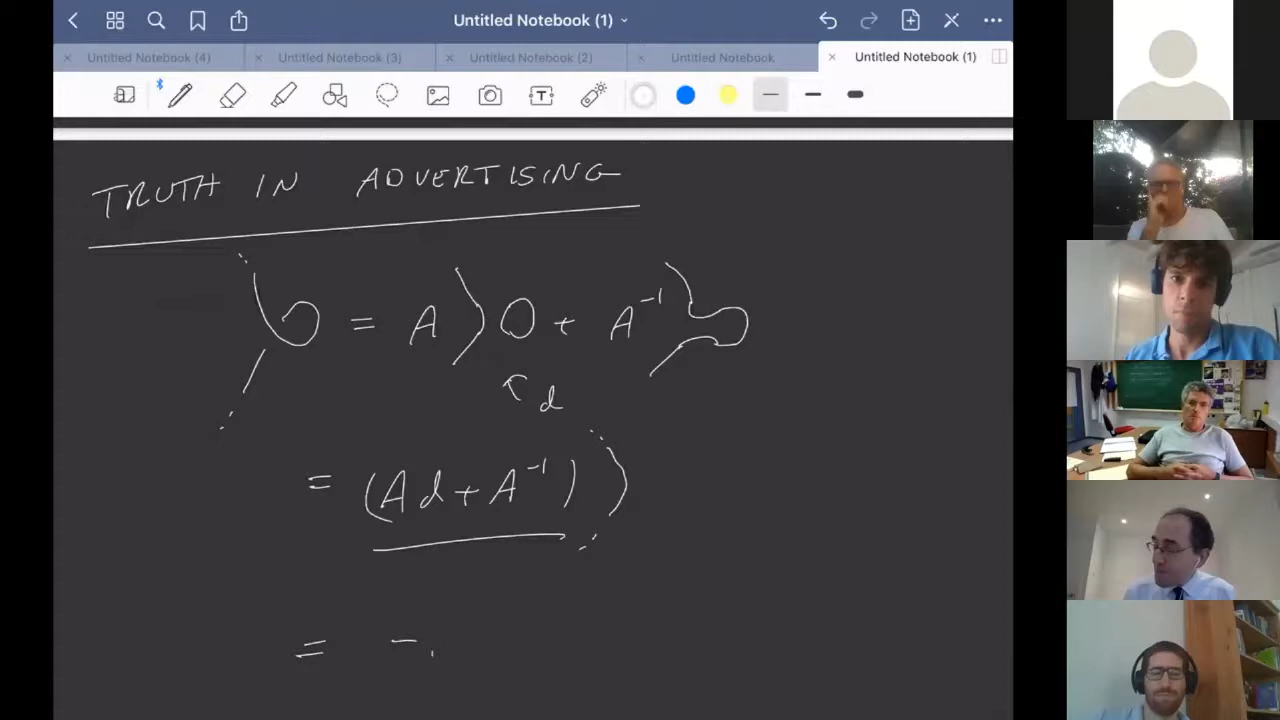 Untitled Notebook (1)
Untitled Notebook (4)
Untitled Notebook (3)
Untitled Notebook (2)
Untitled Notebook
Untitled Notebook (1)
TRUTH IN ADVERTISING
= A + A⁻¹
d
= (Ad + A⁻¹)
= -